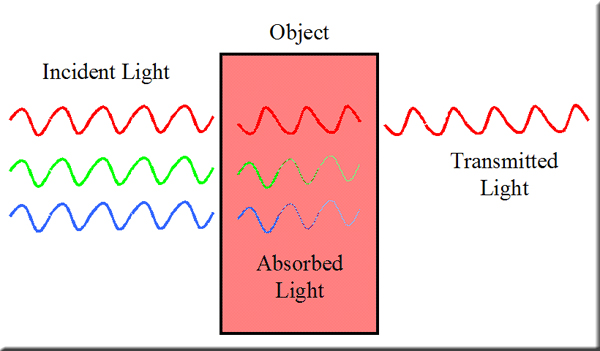 Object
Incident Light
Transmitted
Light
Absorbed
Light